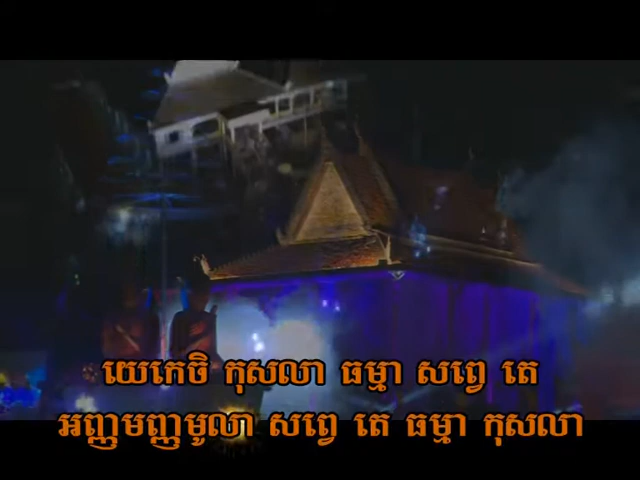 យេកេចិ កុសលា ធម្មា សព្វេ តេ
អញ្ញមញ្ញមូលា សព្វេ តេ ធម្មា កុសលា